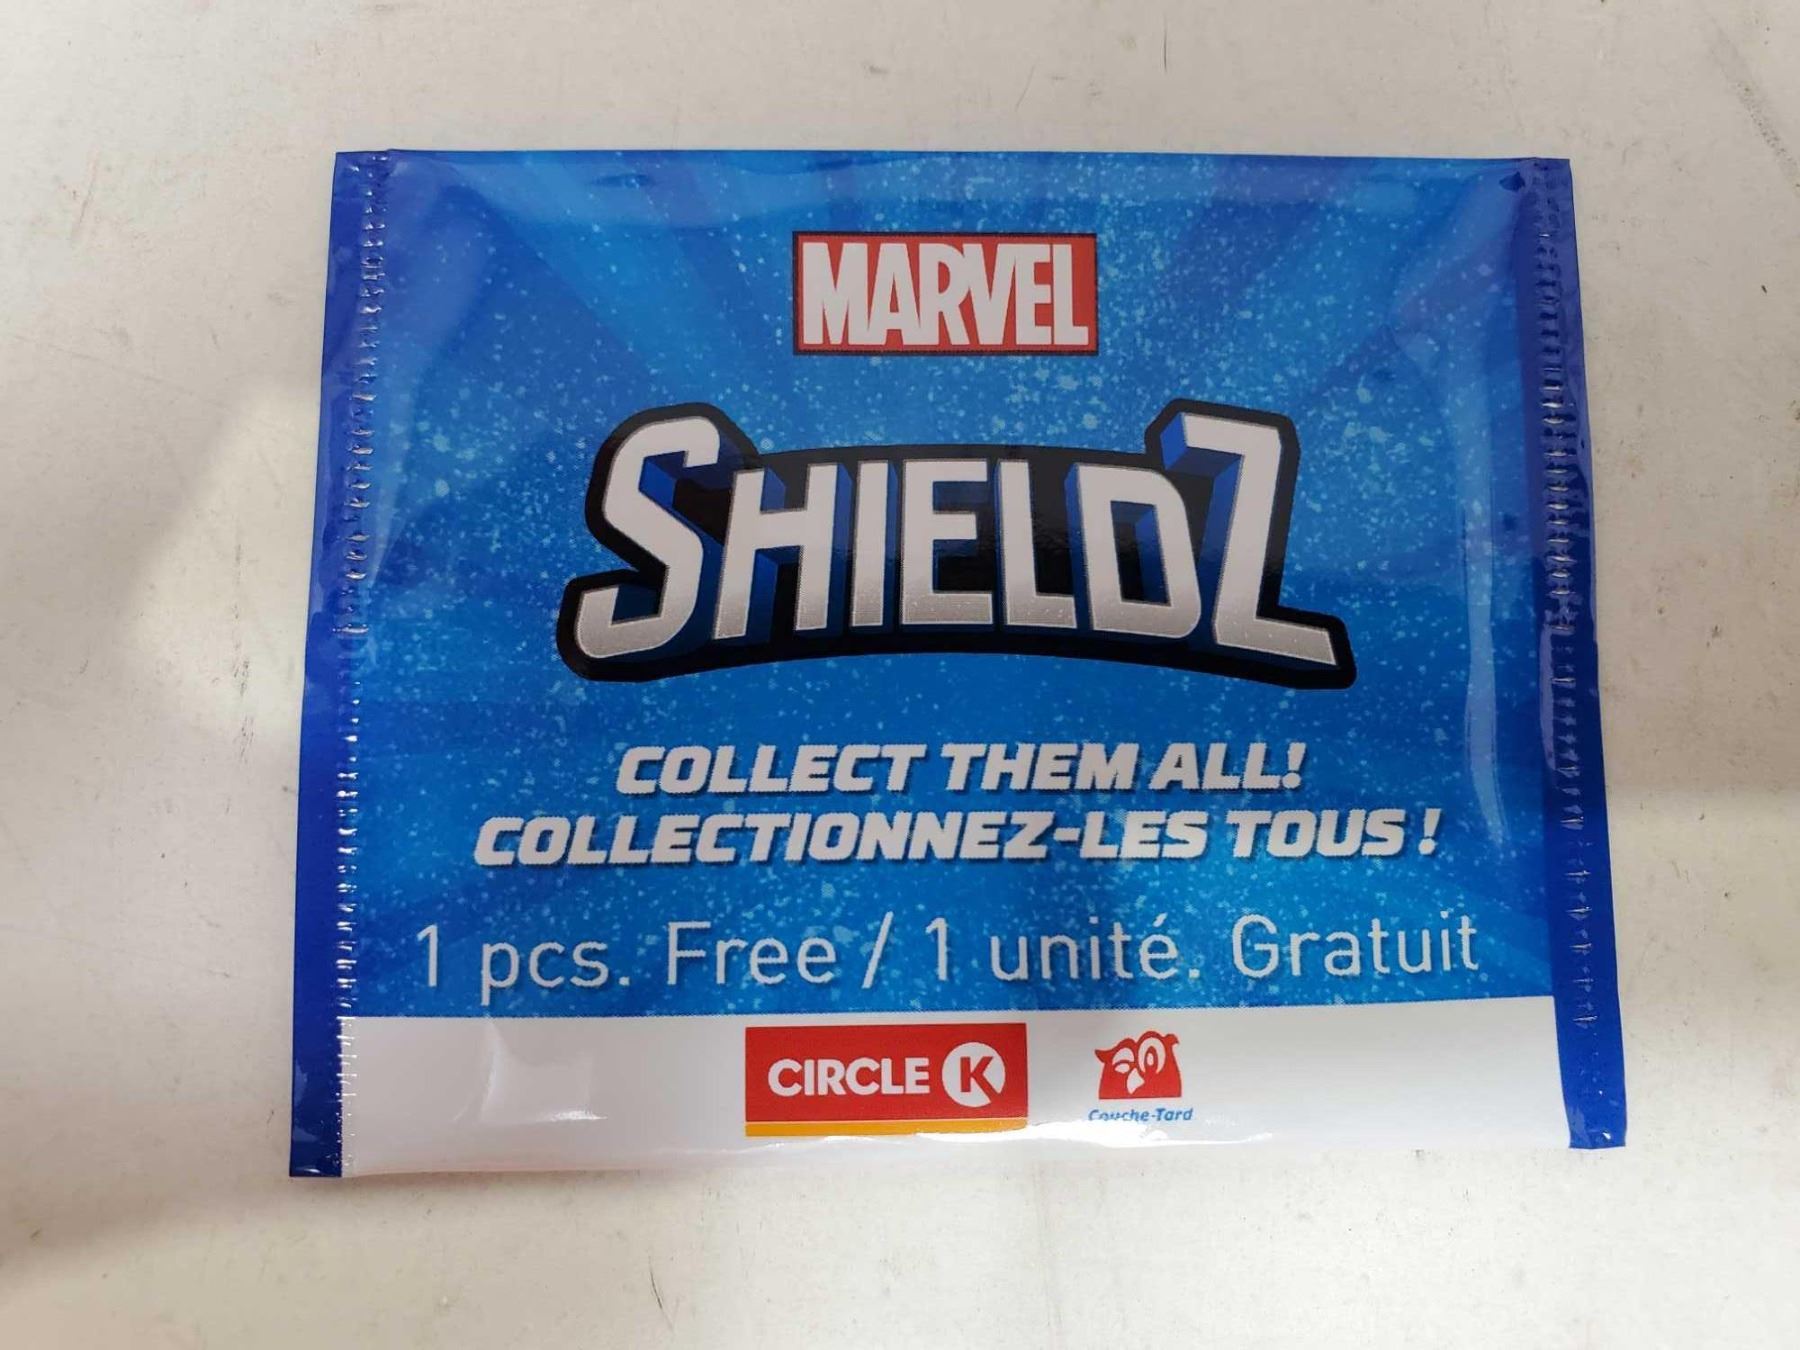 MARVEL
SHIELDZ
COLLECT THEM ALL!
COLLECTIONNEZ-LES TOUS !
1 pcs. Free / 1 unité. Gratuit
CIRCLE K
Couche-Tard